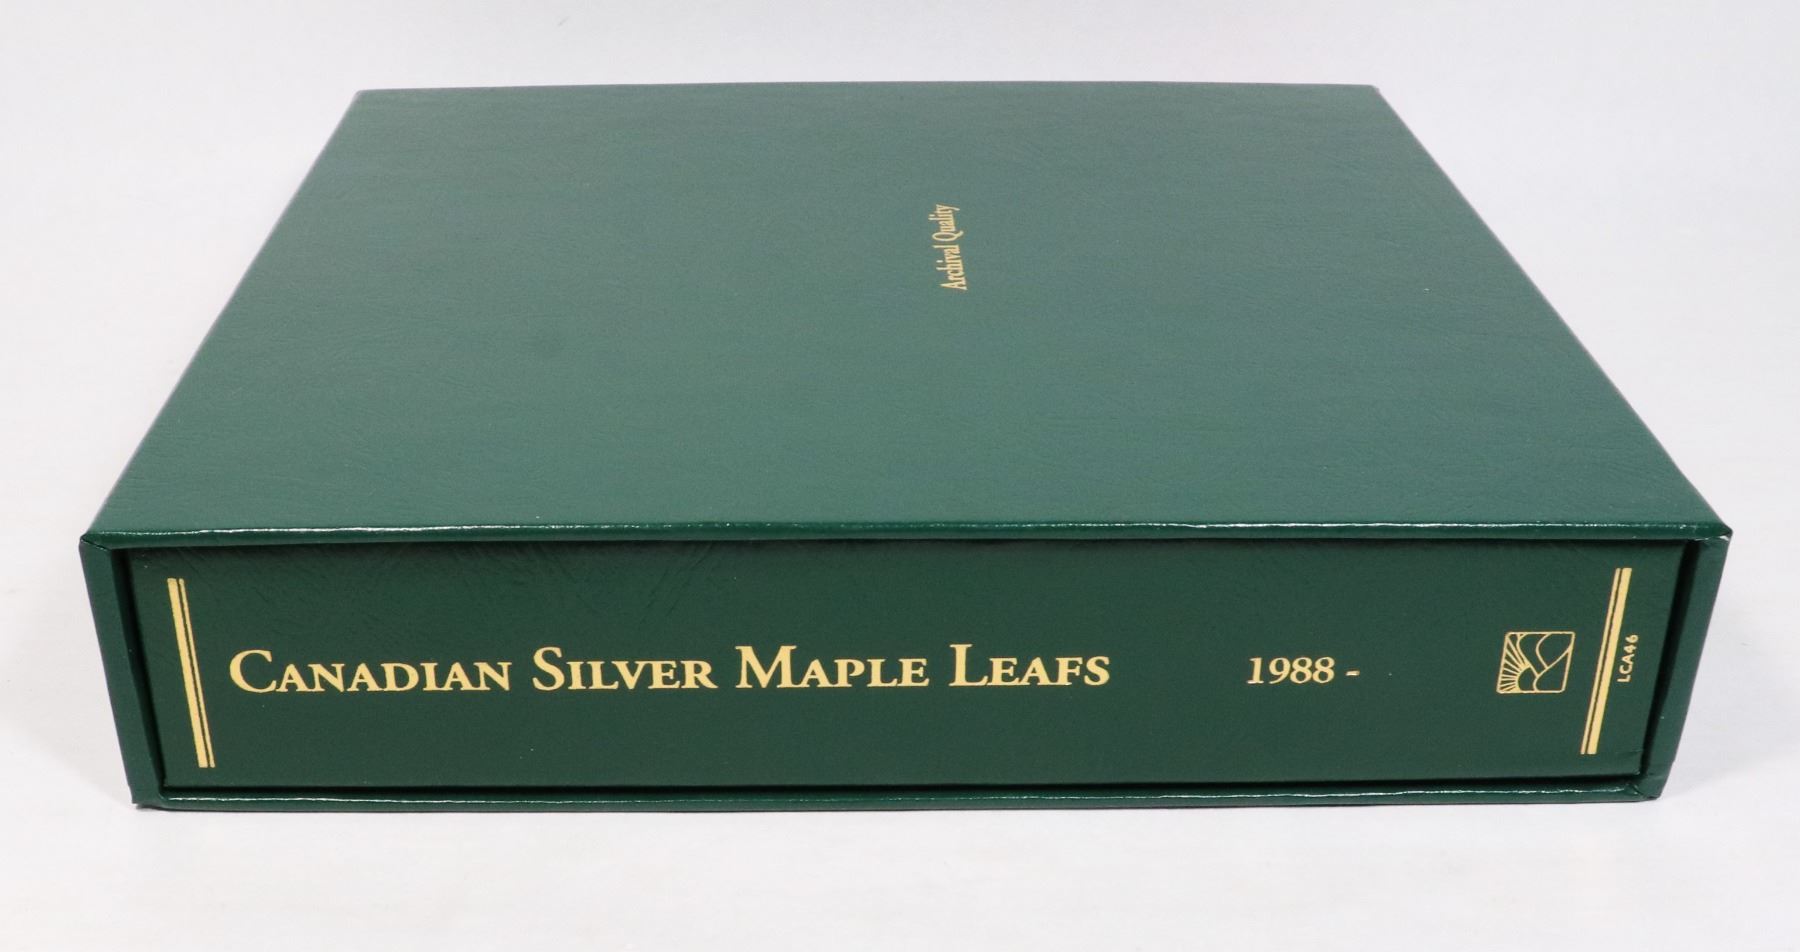 Archival Quality
CANADIAN SILVER MAPLE LEAFS 1988 -
LCA46